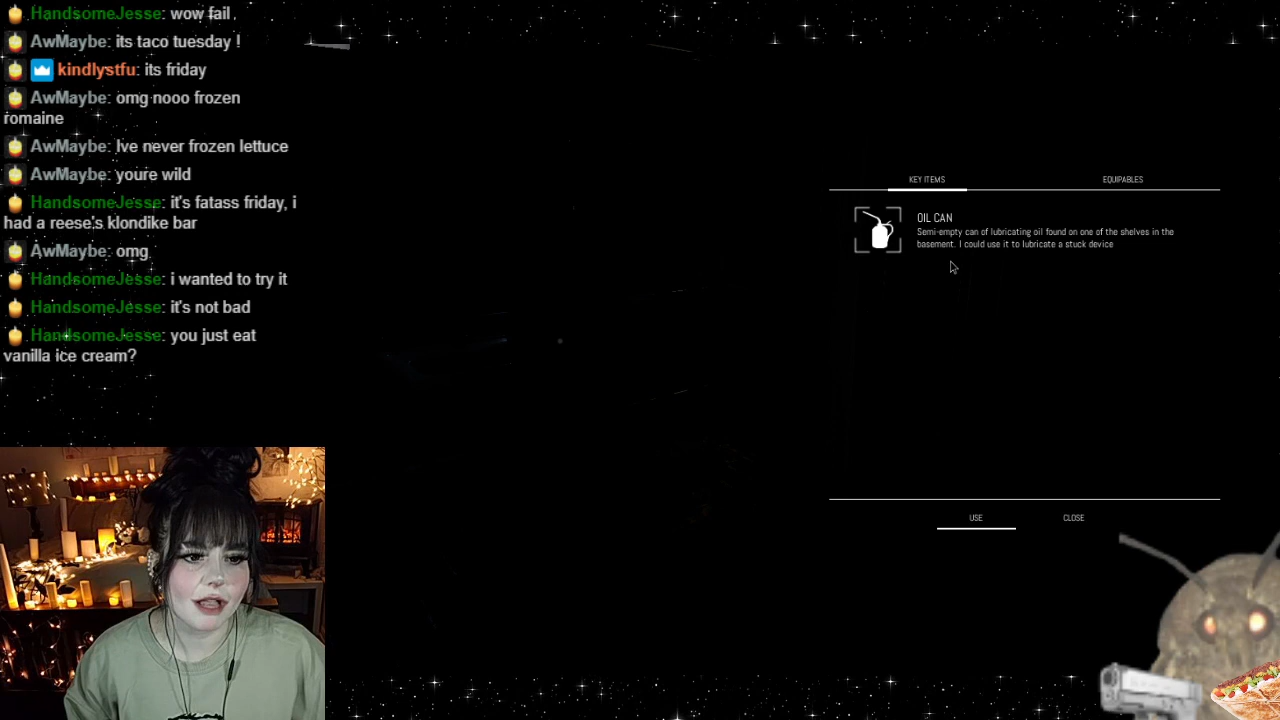 HandsomeJesse: wow fail
AwMaybe: its taco tuesday !
kindlystfu: its friday
AwMaybe: omg nooo frozen
romaine
AwMaybe: Ive never frozen lettuce
AwMaybe: youre wild
HandsomeJesse: it's fatass friday, i
had a reese's klondike bar
AwMaybe: omg
HandsomeJesse: i wanted to try it
HandsomeJesse: it's not bad
HandsomeJesse: you just eat
vanilla ice cream?
KEY ITEMS
EQUIPABLES
OIL CAN
Semi-empty can of lubricating oil found on one of the shelves in the
basement. I could use it to lubricate a stuck device
USE
CLOSE